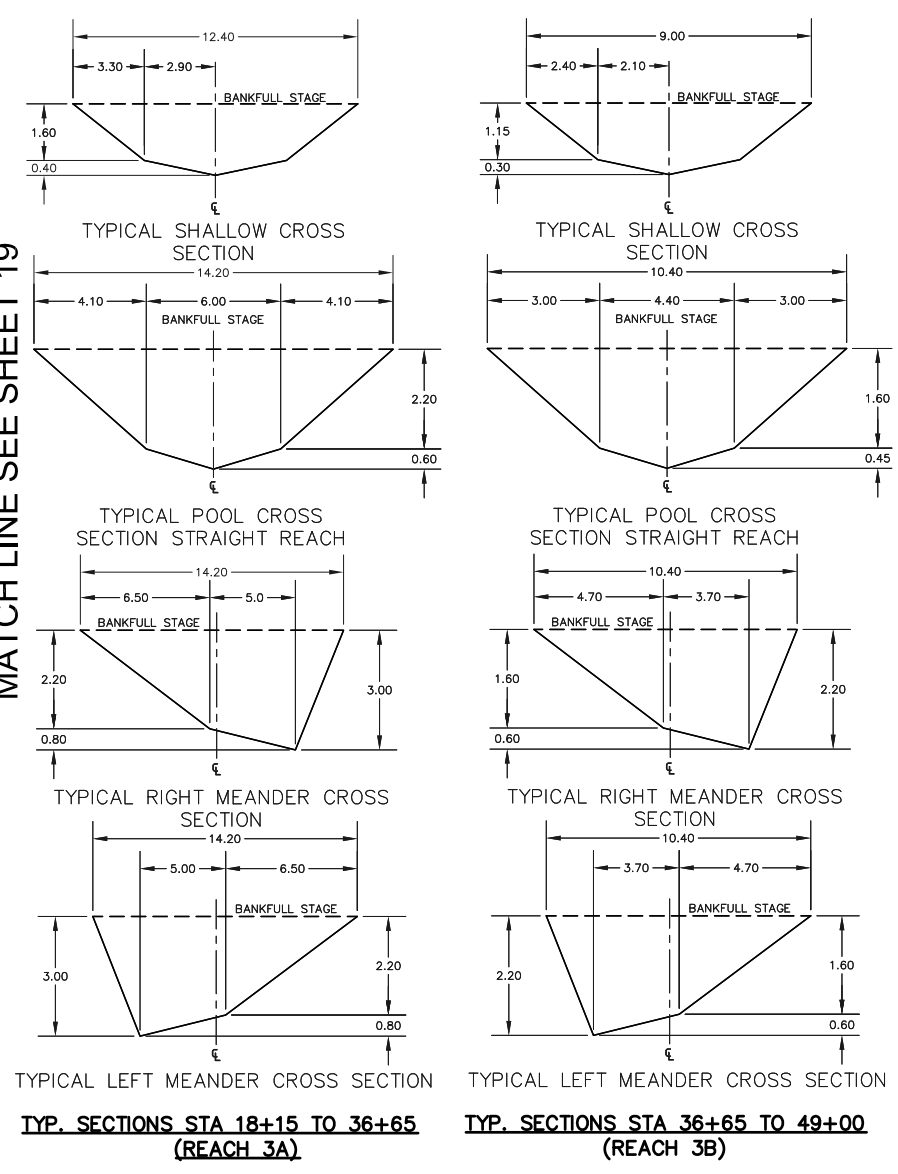 MATCH LINE SEE SHEET 19
12.40
3.30 2.90
BANKFULL STAGE
1.60
0.40
℄
TYPICAL SHALLOW CROSS
SECTION
14.20
4.10 6.00 4.10
BANKFULL STAGE
2.20
0.60
℄
TYPICAL POOL CROSS
SECTION STRAIGHT REACH
14.20
6.50 5.0
BANKFULL STAGE
2.20
3.00
0.80
℄
TYPICAL RIGHT MEANDER CROSS
SECTION
14.20
5.00 6.50
BANKFULL STAGE
3.00
2.20
0.80
℄
TYPICAL LEFT MEANDER CROSS SECTION
TYP. SECTIONS STA 18+15 TO 36+65
(REACH 3A)
9.00
2.40 2.10
BANKFULL STAGE
1.15
0.30
℄
TYPICAL SHALLOW CROSS
SECTION
10.40
3.00 4.40 3.00
BANKFULL STAGE
1.60
0.45
℄
TYPICAL POOL CROSS
SECTION STRAIGHT REACH
10.40
4.70 3.70
BANKFULL STAGE
1.60
2.20
0.60
℄
TYPICAL RIGHT MEANDER CROSS
SECTION
10.40
3.70 4.70
BANKFULL STAGE
2.20
1.60
0.60
℄
TYPICAL LEFT MEANDER CROSS SECTION
TYP. SECTIONS STA 36+65 TO 49+00
(REACH 3B)